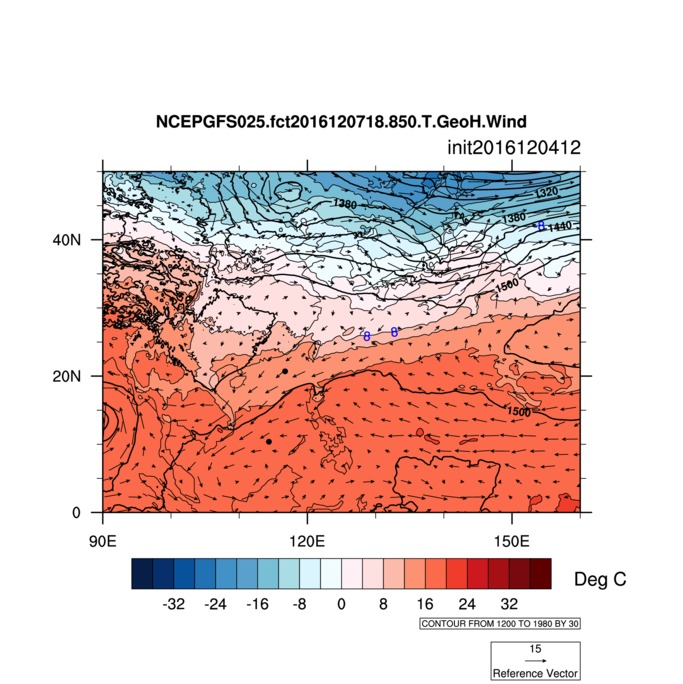 NCEPGFS025.fct2016120718.850.T.GeoH.Wind
init2016120412
1320
1380
1380
8
1440
40N
1500
8
8
20N
1500
0
90E 120E 150E
Deg C
-32 -24 -16 -8 0 8 16 24 32
CONTOUR FROM 1200 TO 1980 BY 30
15
Reference Vector